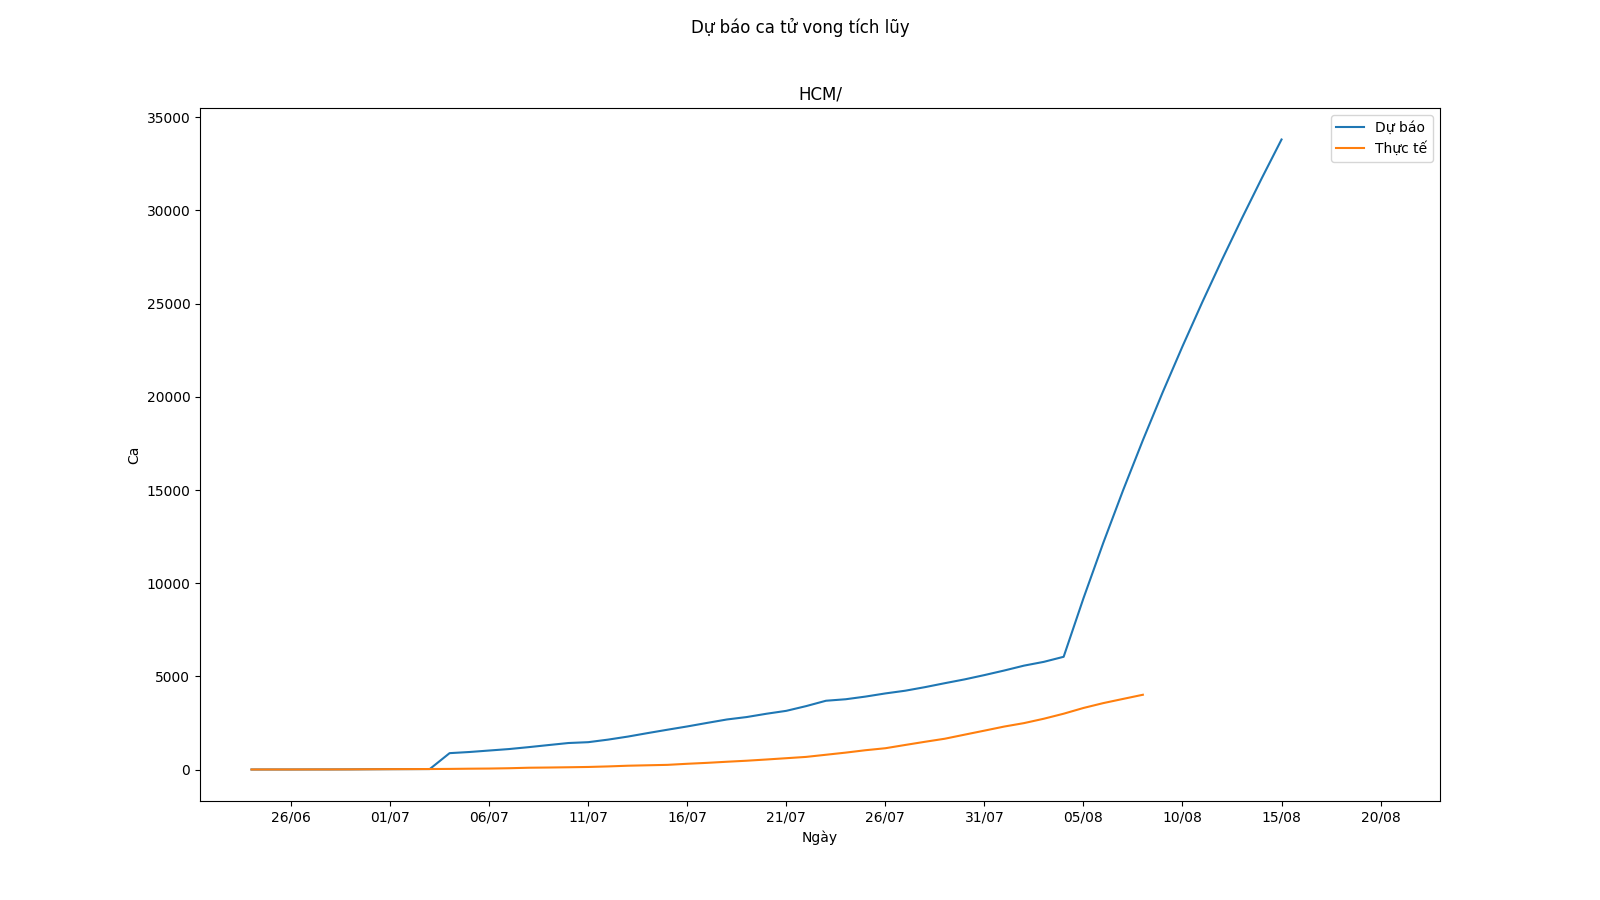 Dự báo ca tử vong tích lũy
HCM/
35000
30000
25000
20000
15000
10000
5000
0
Ca
Dự báo
Thực tế
26/06 01/07 06/07 11/07 16/07 21/07 26/07 31/07 05/08 10/08 15/08 20/08
Ngày